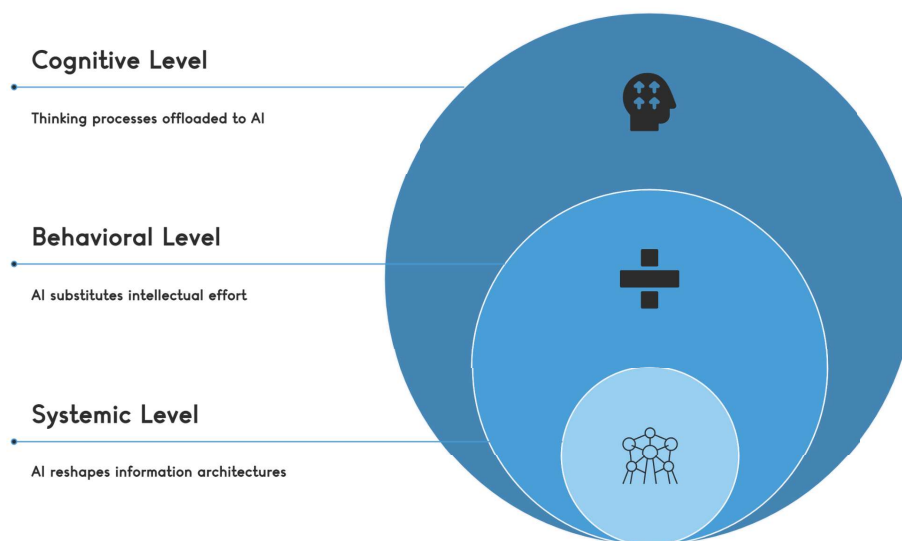 Cognitive Level
Thinking processes offloaded to AI
Behavioral Level
AI substitutes intellectual effort
Systemic Level
AI reshapes information architectures